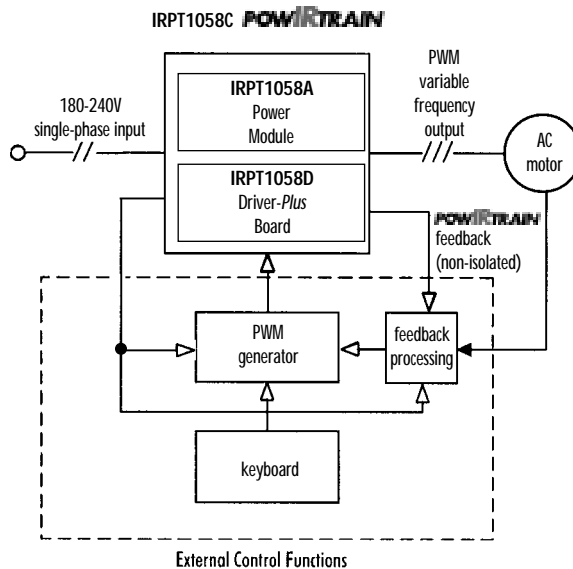 IRPT1058C POWIRTRAIN
IRPT1058A
Power
Module
IRPT1058D
Driver-Plus
Board
180-240V
single-phase input
PWM
variable
frequency
output
AC
motor
POWIRTRAIN
feedback
(non-isolated)
PWM
generator
feedback
processing
keyboard
External Control Functions